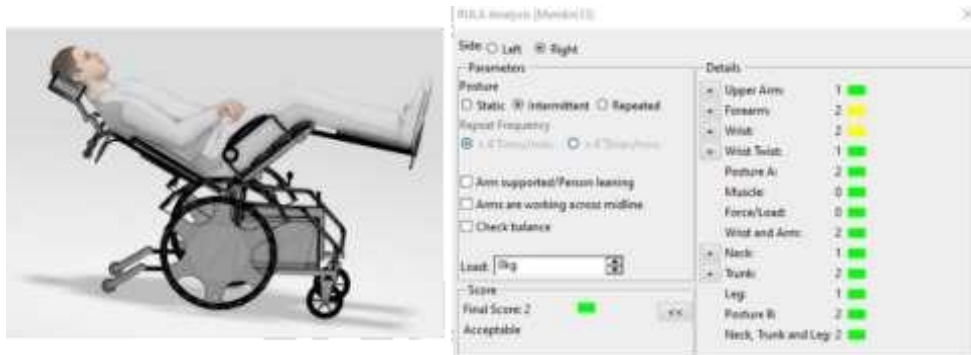 RULA Analysis (Manikin13)
Side: Left Right
Parameters
Posture
Static Intermittent Repeated
Repeat Frequency
Arm supported/Person leaning
Arms are working across midline
Check balance
Load: 0kg
Score
Final Score: 2
<<
Acceptable
Details
+ Upper Arm: 1
+ Forearm: 2
+ Wrist: 2
+ Wrist Twist: 1
Posture A: 2
Muscle: 0
Force/Load: 0
Wrist and Arm: 2
+ Neck: 1
+ Trunk: 2
Leg: 1
Posture B: 2
Neck, Trunk and Leg: 2